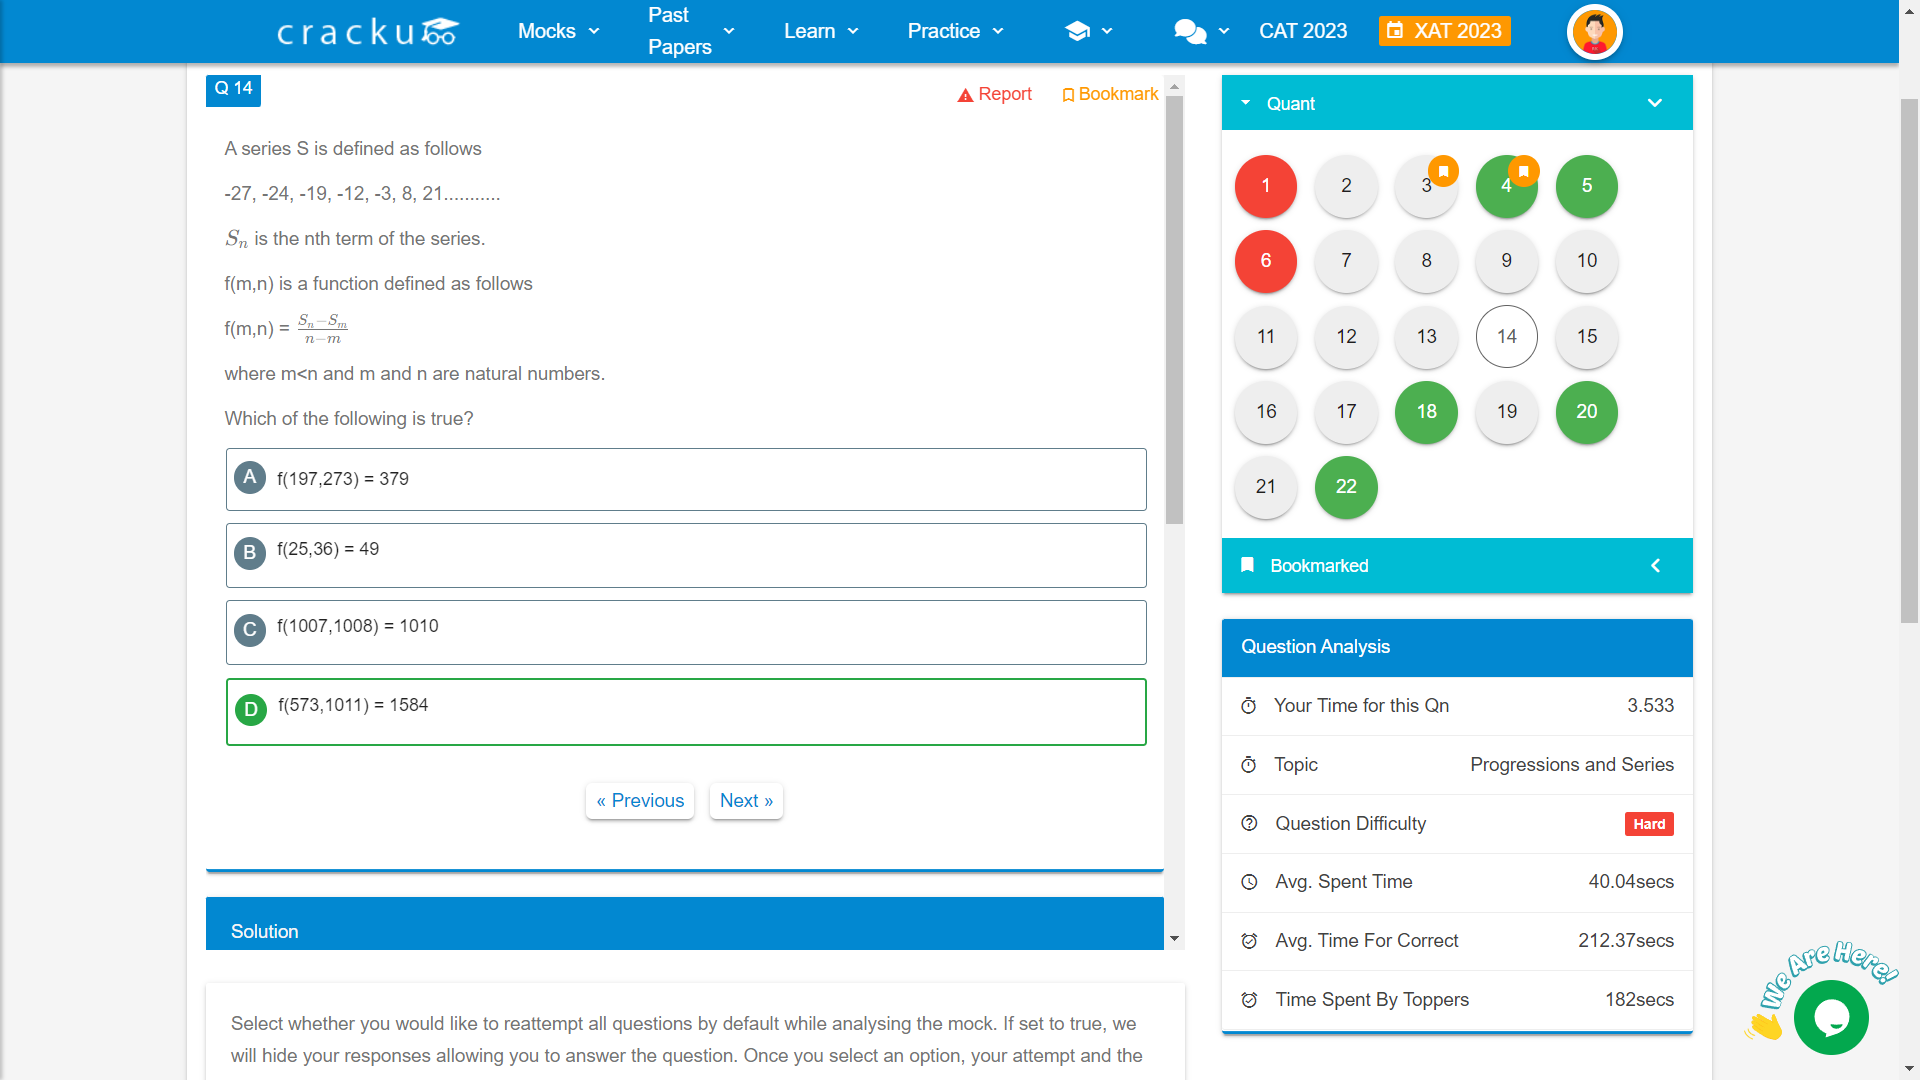 cracku
Mocks
Past
Papers
Learn
Practice
CAT 2023
XAT 2023
Q 14
Report
Bookmark
A series S is defined as follows
-27, -24, -19, -12, -3, 8, 21...........
Sn is the nth term of the series.
f(m,n) is a function defined as follows
f(m,n) = Sn−Sm / n−m
where m<n and m and n are natural numbers.
Which of the following is true?
A f(197,273) = 379
B f(25,36) = 49
C f(1007,1008) = 1010
D f(573,1011) = 1584
« Previous
Next »
Solution
Select whether you would like to reattempt all questions by default while analysing the mock. If set to true, we
will hide your responses allowing you to answer the question. Once you select an option, your attempt and the
Quant
1 2 3 4 5
6 7 8 9 10
11 12 13 14 15
16 17 18 19 20
21 22
Bookmarked
Question Analysis
Your Time for this Qn 3.533
Topic Progressions and Series
Question Difficulty Hard
Avg. Spent Time 40.04secs
Avg. Time For Correct 212.37secs
Time Spent By Toppers 182secs
We Are Here!